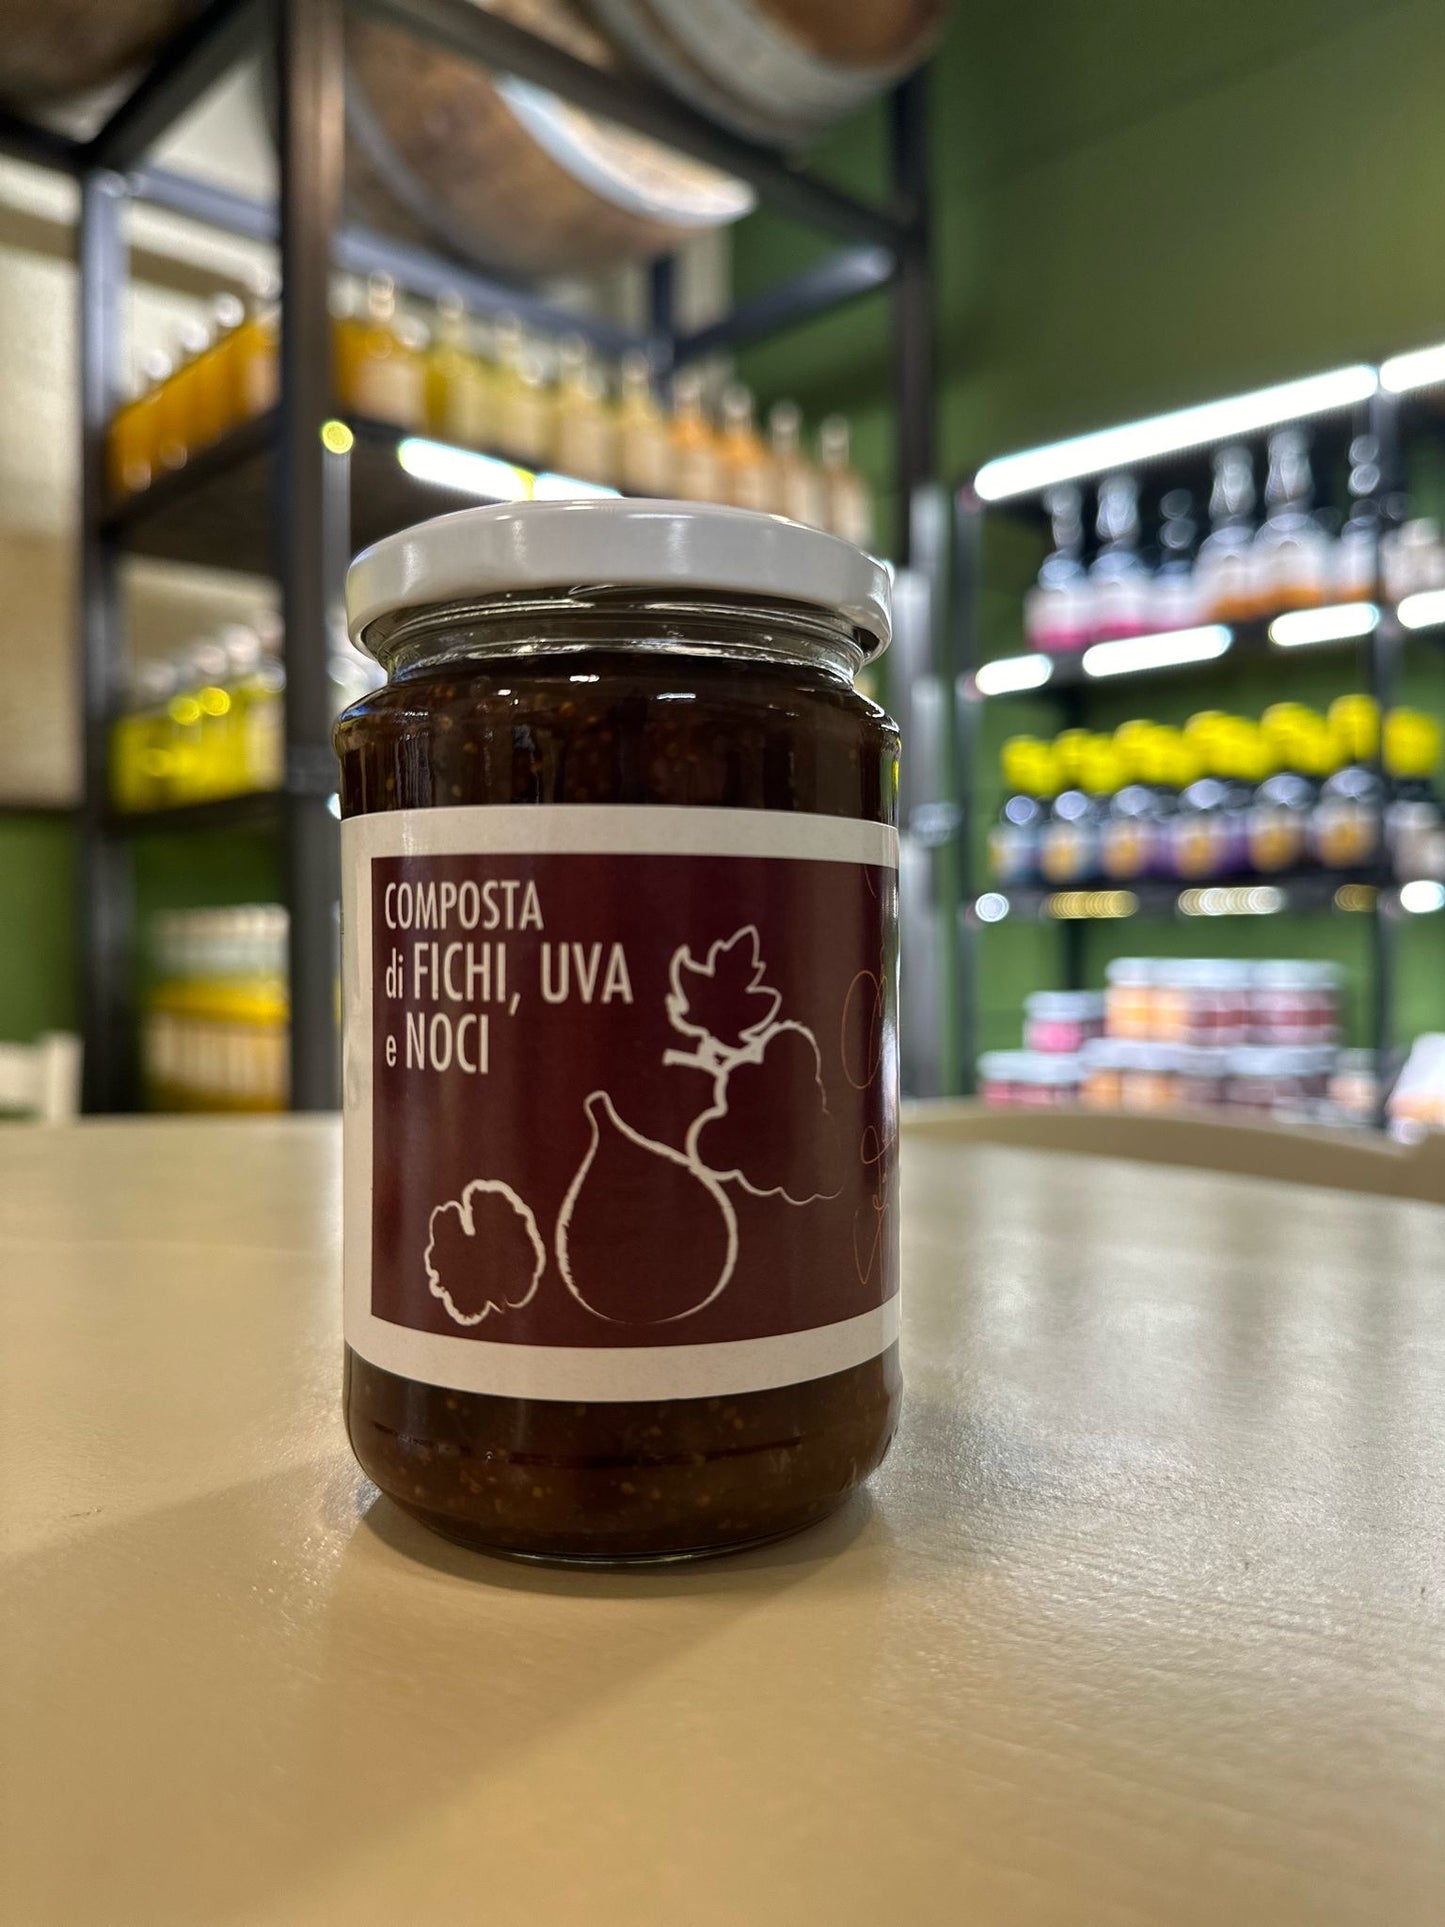 COMPOSTA
di FICHI, UVA
e NOCI